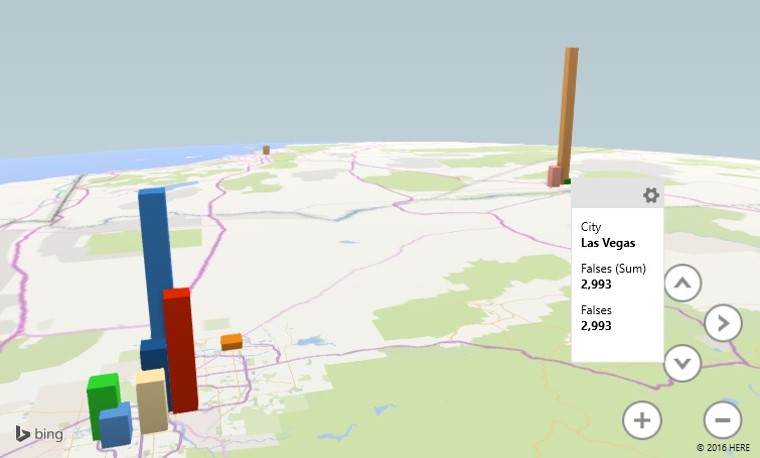 City
Las Vegas
Falses (Sum)
2,993
Falses
2,993
bing
© 2016 HERE